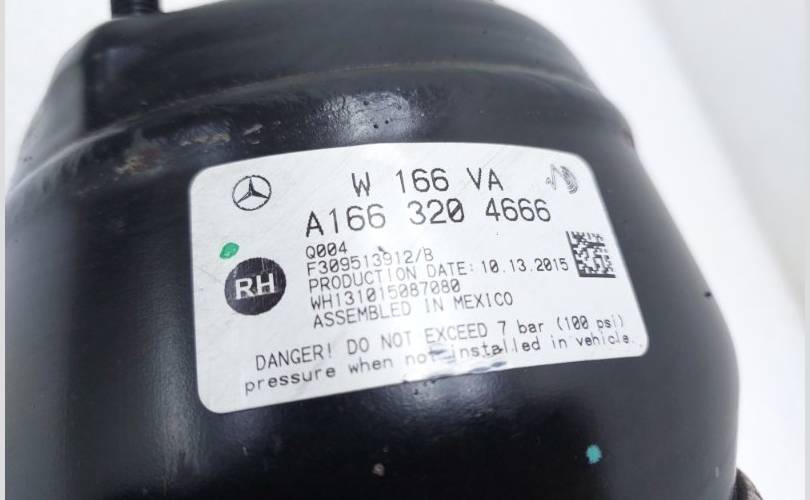 W 166 VA
A166 320 4666
Q004
F309513912/B
RH
PRODUCTION DATE: 10.13.2015
WH131015087080
ASSEMBLED IN MEXICO
DANGER! DO NOT EXCEED 7 bar (100 psi)
pressure when not installed in vehicle.